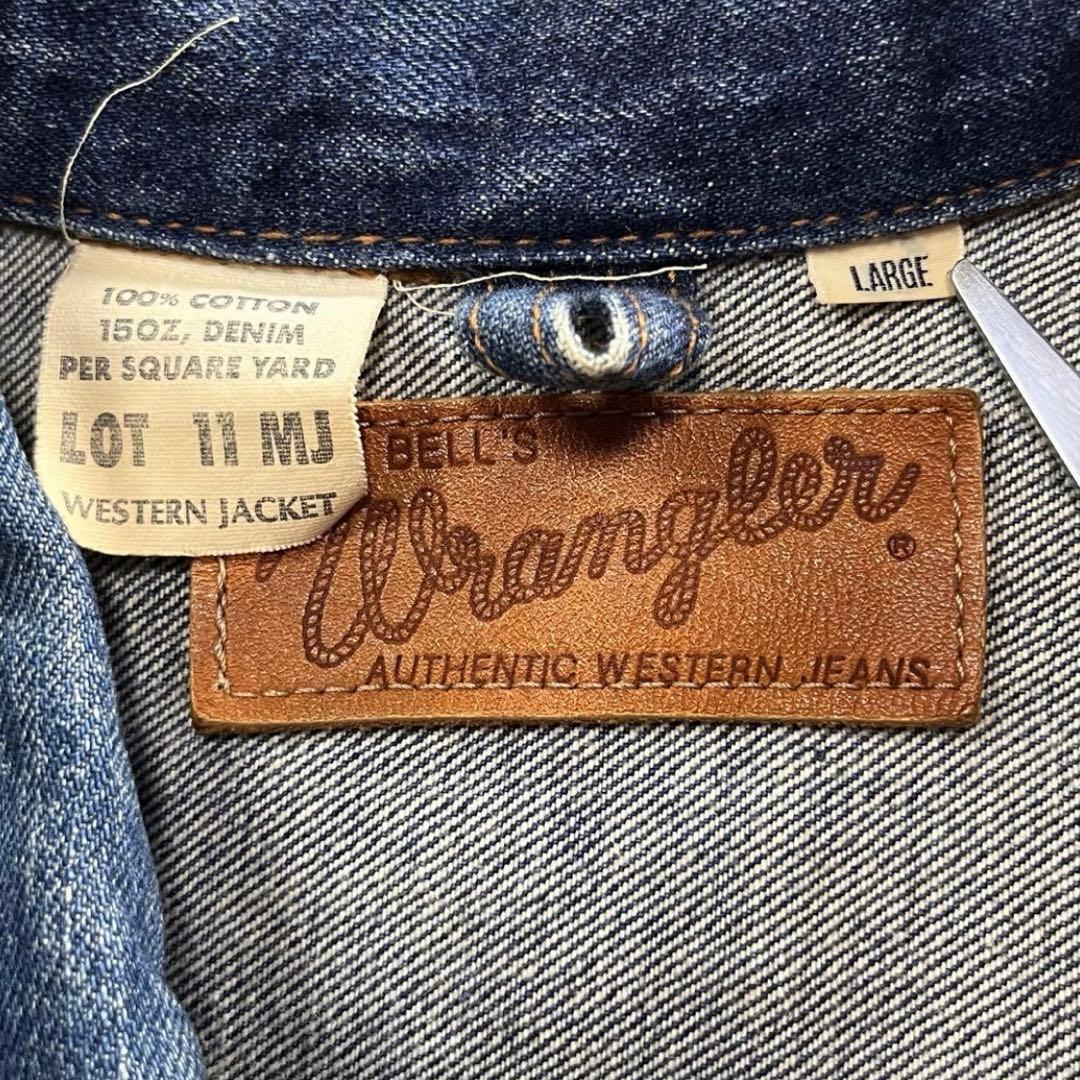 100% COTTON
15OZ, DENIM
PER SQUARE YARD
LOT 11 MJ
WESTERN JACKET
LARGE
BELL'S
Wrangler ®
AUTHENTIC WESTERN JEANS